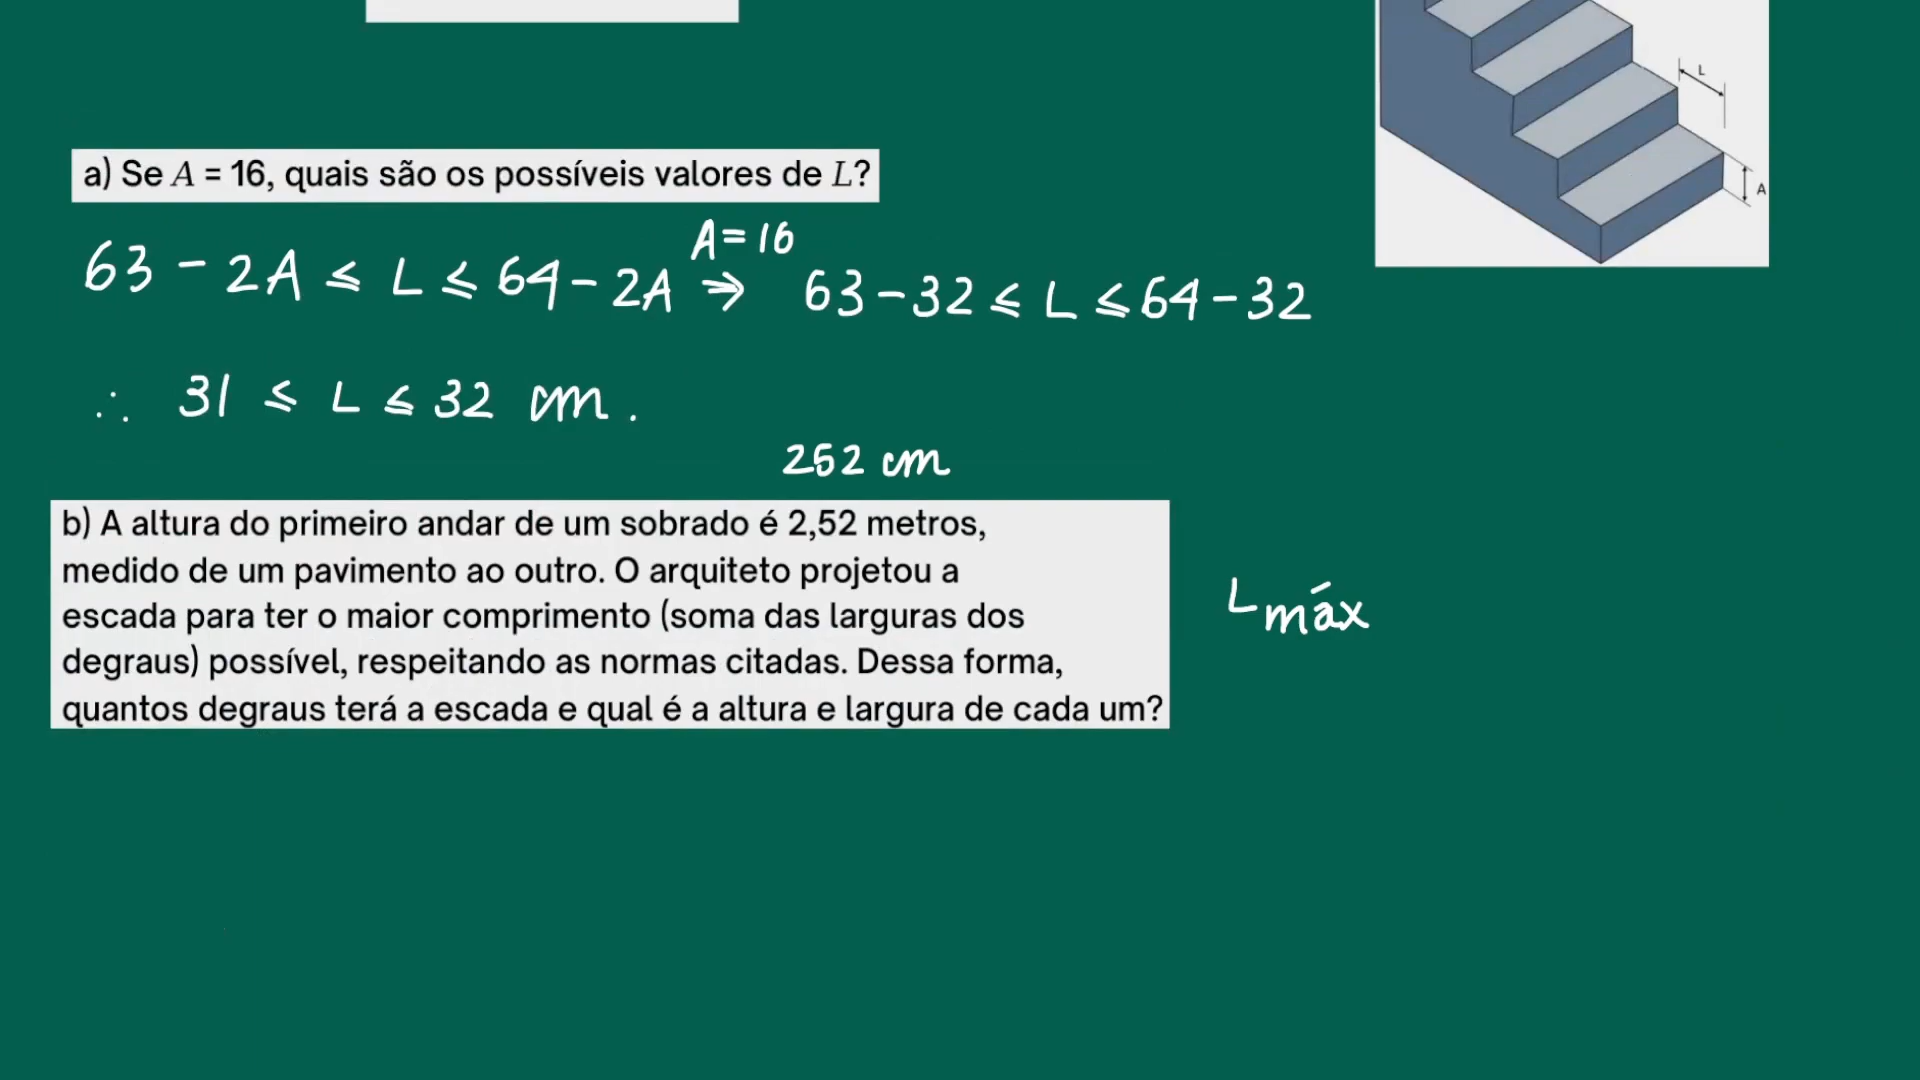 L
A
a) Se A = 16, quais são os possíveis valores de L?
A = 16
63 - 2A ⩽ L ⩽ 64 - 2A ⇒ 63 - 32 ⩽ L ⩽ 64 - 32
∴ 31 ⩽ L ⩽ 32 cm.
252 cm
b) A altura do primeiro andar de um sobrado é 2,52 metros,
medido de um pavimento ao outro. O arquiteto projetou a
escada para ter o maior comprimento (soma das larguras dos
degraus) possível, respeitando as normas citadas. Dessa forma,
quantos degraus terá a escada e qual é a altura e largura de cada um?
L máx